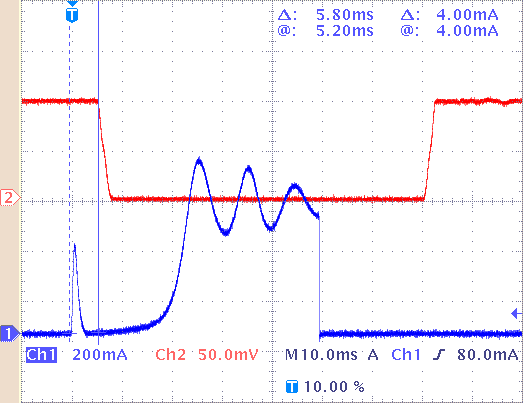 T
Δ: 5.80ms Δ: 4.00mA
@: 5.20ms @: 4.00mA
2
1
Ch1 200mA Ch2 50.0mV M10.0ms A Ch1 80.0mA
T 10.00 %